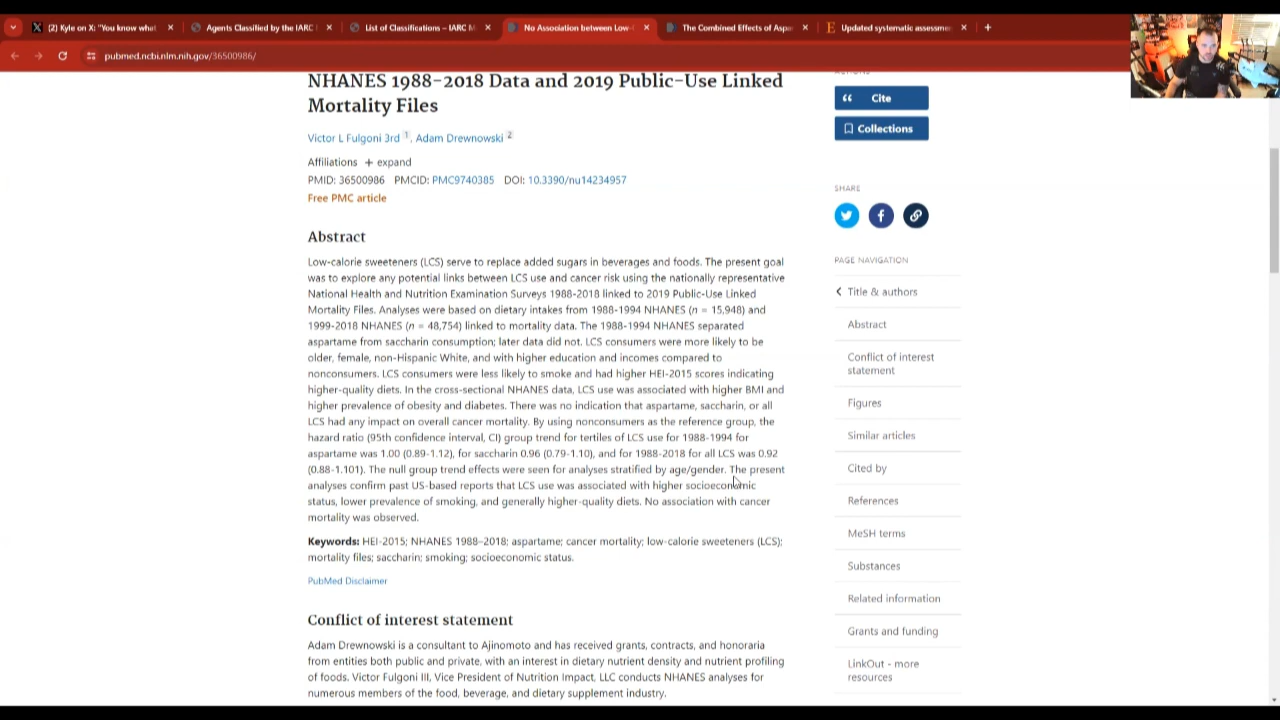 (2) Kyle on X: "You know what
Agents Classified by the IARC
List of Classifications – IARC M
No Association between Low-
The Combined Effects of Aspa
Updated systematic assessme
pubmed.ncbi.nlm.nih.gov/36500986/
NHANES 1988-2018 Data and 2019 Public-Use Linked
Mortality Files
Victor L Fulgoni 3rd 1, Adam Drewnowski 2
Affiliations + expand
PMID: 36500986 PMCID: PMC9740385 DOI: 10.3390/nu14234957
Free PMC article
Abstract
Low-calorie sweeteners (LCS) serve to replace added sugars in beverages and foods. The present goal
was to explore any potential links between LCS use and cancer risk using the nationally representative
National Health and Nutrition Examination Surveys 1988-2018 linked to 2019 Public-Use Linked
Mortality Files. Analyses were based on dietary intakes from 1988-1994 NHANES (n = 15,948) and
1999-2018 NHANES (n = 48,754) linked to mortality data. The 1988-1994 NHANES separated
aspartame from saccharin consumption; later data did not. LCS consumers were more likely to be
older, female, non-Hispanic White, and with higher education and incomes compared to
nonconsumers. LCS consumers were less likely to smoke and had higher HEI-2015 scores indicating
higher-quality diets. In the cross-sectional NHANES data, LCS use was associated with higher BMI and
higher prevalence of obesity and diabetes. There was no indication that aspartame, saccharin, or all
LCS had any impact on overall cancer mortality. By using nonconsumers as the reference group, the
hazard ratio (95th confidence interval, CI) group trend for tertiles of LCS use for 1988-1994 for
aspartame was 1.00 (0.89-1.12), for saccharin 0.96 (0.79-1.10), and for 1988-2018 for all LCS was 0.92
(0.88-1.101). The null group trend effects were seen for analyses stratified by age/gender. The present
analyses confirm past US-based reports that LCS use was associated with higher socioeconomic
status, lower prevalence of smoking, and generally higher-quality diets. No association with cancer
mortality was observed.
Keywords: HEI-2015; NHANES 1988–2018; aspartame; cancer mortality; low-calorie sweeteners (LCS);
mortality files; saccharin; smoking; socioeconomic status.
PubMed Disclaimer
Conflict of interest statement
Adam Drewnowski is a consultant to Ajinomoto and has received grants, contracts, and honoraria
from entities both public and private, with an interest in dietary nutrient density and nutrient profiling
of foods. Victor Fulgoni III, Vice President of Nutrition Impact, LLC conducts NHANES analyses for
numerous members of the food, beverage, and dietary supplement industry.
ACTIONS
Cite
Collections
SHARE
PAGE NAVIGATION
Title & authors
Abstract
Conflict of interest
statement
Figures
Similar articles
Cited by
References
MeSH terms
Substances
Related information
Grants and funding
LinkOut - more
resources